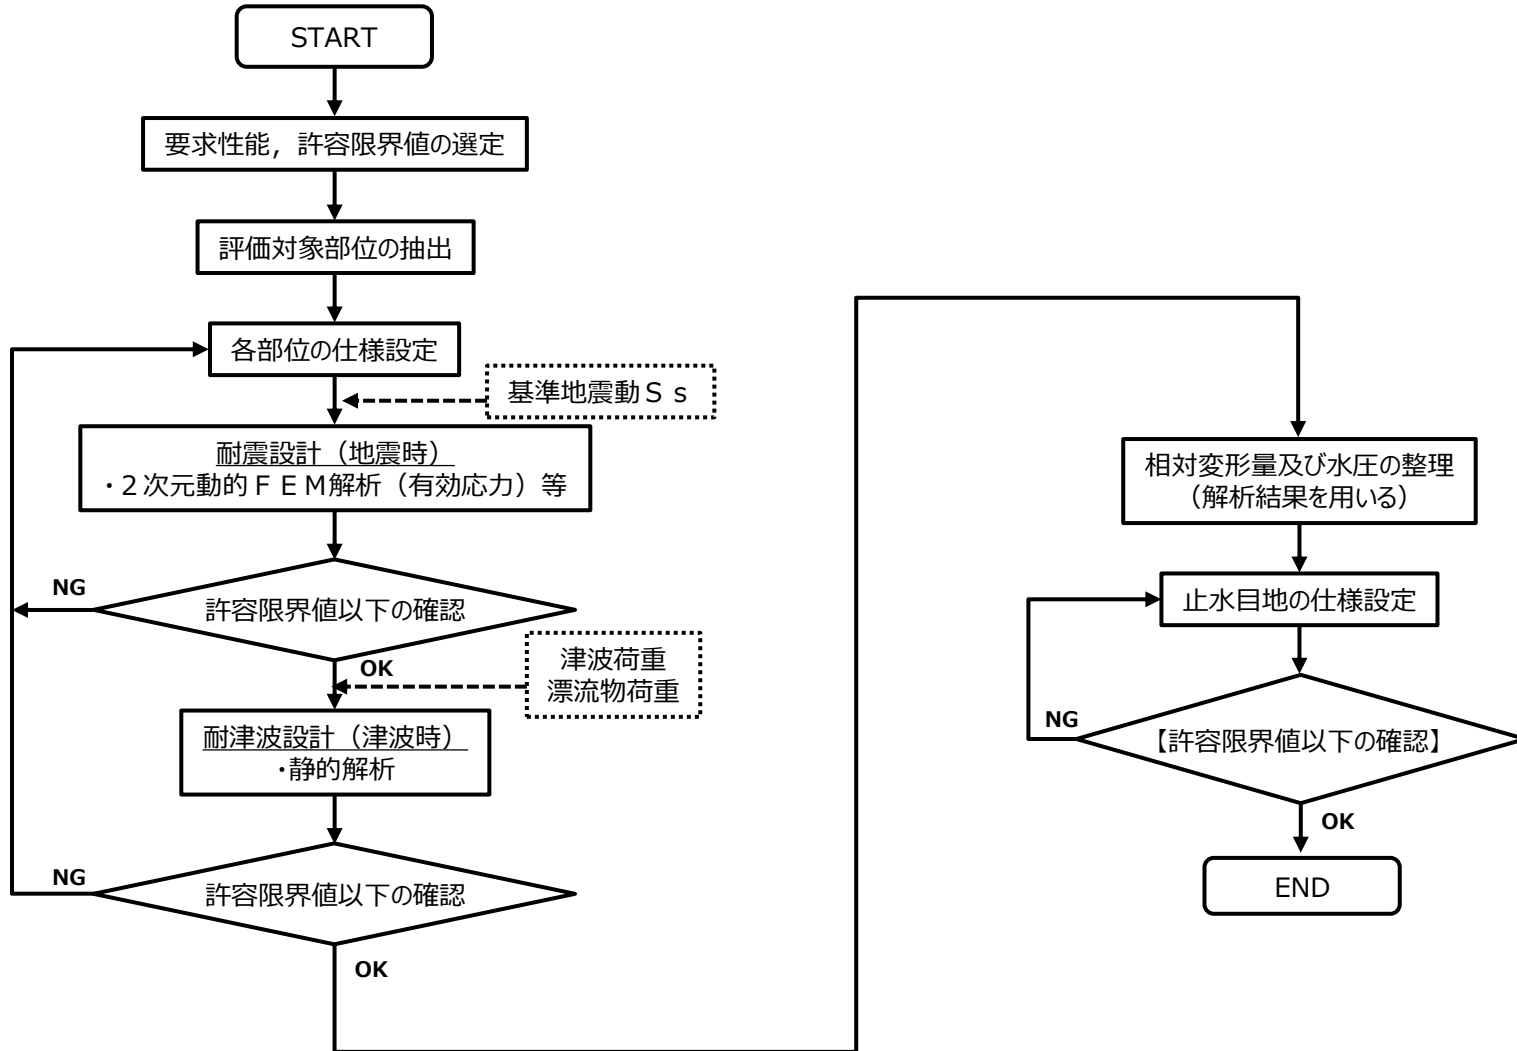 START
要求性能，許容限界値の選定
評価対象部位の抽出
各部位の仕様設定
基準地震動Ｓｓ
耐震設計（地震時）
・２次元動的ＦＥＭ解析（有効応力）等
NG
許容限界値以下の確認
OK
津波荷重
漂流物荷重
耐津波設計（津波時）
・静的解析
NG
許容限界値以下の確認
OK
相対変形量及び水圧の整理
（解析結果を用いる）
止水目地の仕様設定
NG
【許容限界値以下の確認】
OK
END